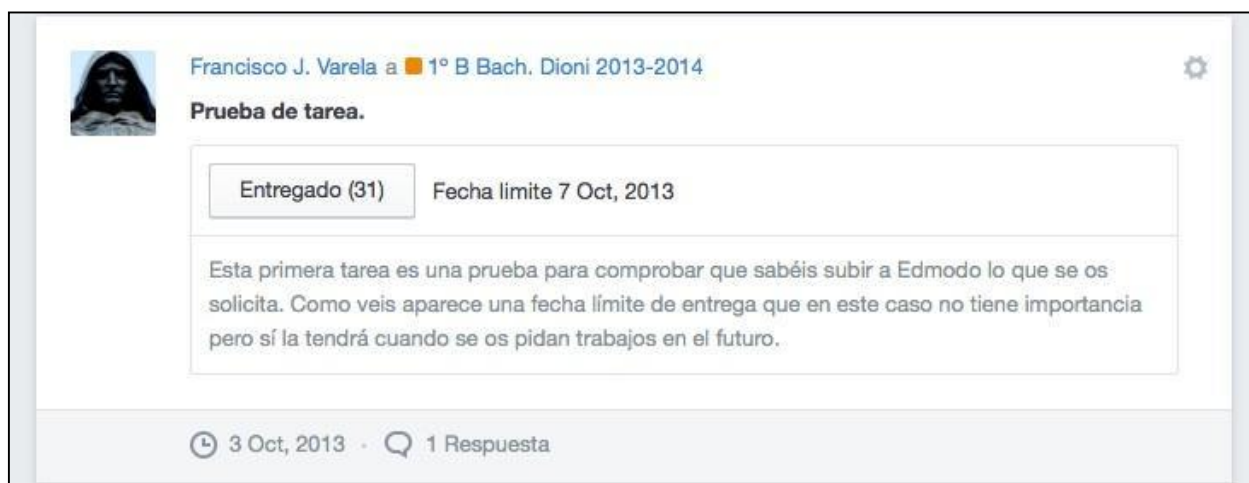 Francisco J. Varela a 1º B Bach. Dioni 2013-2014
Prueba de tarea.
Entregado (31) Fecha limite 7 Oct, 2013
Esta primera tarea es una prueba para comprobar que sabéis subir a Edmodo lo que se os
solicita. Como veis aparece una fecha límite de entrega que en este caso no tiene importancia
pero sí la tendrá cuando se os pidan trabajos en el futuro.
3 Oct, 2013 · 1 Respuesta